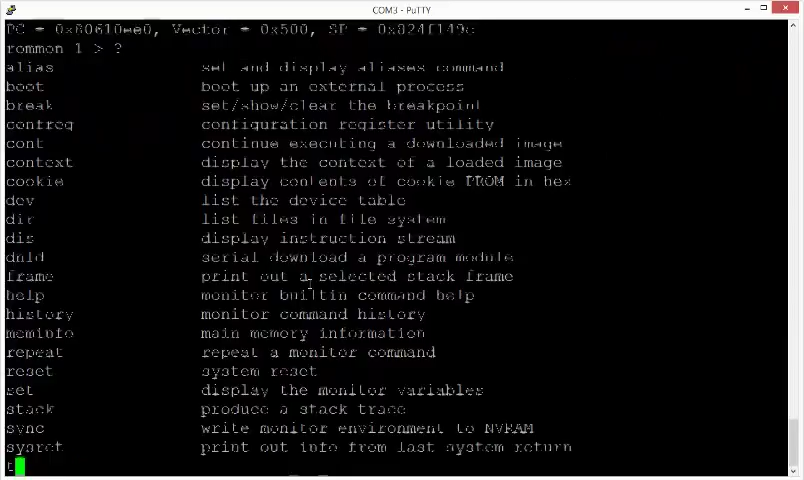 COM3 - PuTTY
PC = 0x80610ee0, Vector = 0x500, SP = 0x824f149c
rommon 1 > ?
alias set and display aliases command
boot boot up an external process
break set/show/clear the breakpoint
confreg configuration register utility
cont continue executing a downloaded image
context display the context of a loaded image
cookie display contents of cookie PROM in hex
dev list the device table
dir list files in file system
dis display instruction stream
dnld serial download a program module
frame print out a selected stack frame
help monitor builtin command help
history monitor command history
meminfo main memory information
repeat repeat a monitor command
reset system reset
set display the monitor variables
stack produce a stack trace
sync write monitor environment to NVRAM
sysret print out info from last system return
t